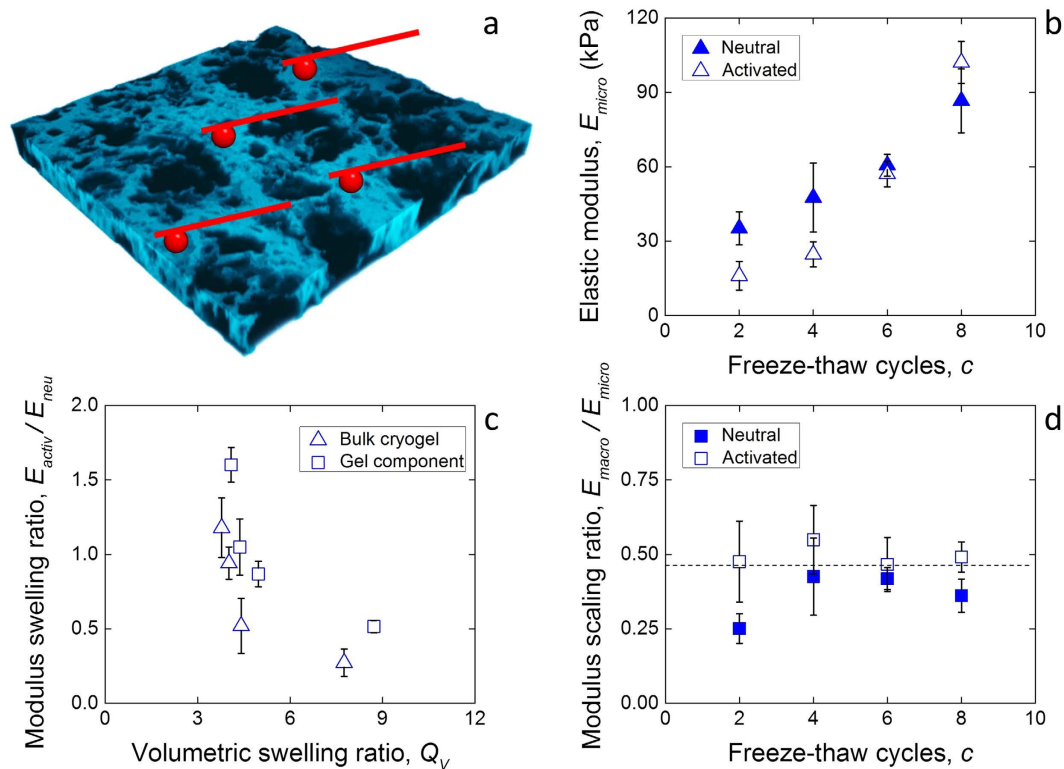 a
b
Elastic modulus, E_micro (kPa)
120
90
60
30
0
Neutral
Activated
0 2 4 6 8 10
Freeze-thaw cycles, c
c
Modulus swelling ratio, E_activ / E_neu
2.0
1.5
1.0
0.5
0.0
Bulk cryogel
Gel component
0 3 6 9 12
Volumetric swelling ratio, Q_V
d
Modulus scaling ratio, E_macro / E_micro
1.00
0.75
0.50
0.25
0.00
Neutral
Activated
0 2 4 6 8 10
Freeze-thaw cycles, c